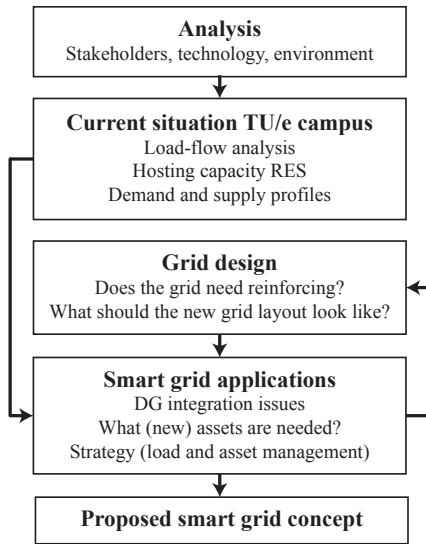 Analysis
Stakeholders, technology, environment
Current situation TU/e campus
Load-flow analysis
Hosting capacity RES
Demand and supply profiles
Grid design
Does the grid need reinforcing?
What should the new grid layout look like?
Smart grid applications
DG integration issues
What (new) assets are needed?
Strategy (load and asset management)
Proposed smart grid concept